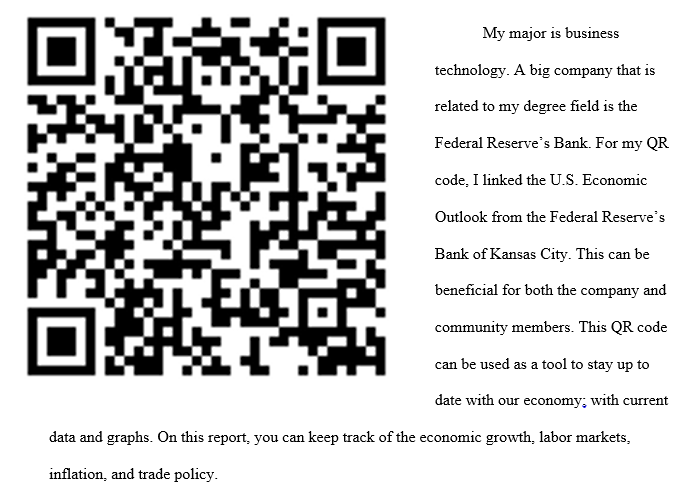 My major is business
technology. A big company that is
related to my degree field is the
Federal Reserve’s Bank. For my QR
code, I linked the U.S. Economic
Outlook from the Federal Reserve’s
Bank of Kansas City. This can be
beneficial for both the company and
community members. This QR code
can be used as a tool to stay up to
date with our economy; with current
data and graphs. On this report, you can keep track of the economic growth, labor markets,
inflation, and trade policy.